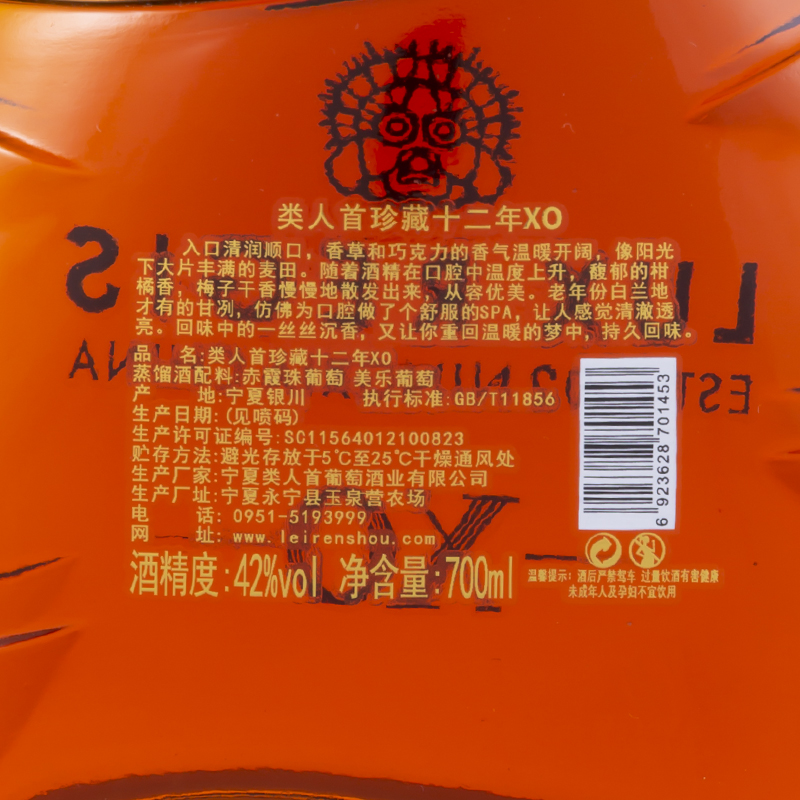 类人首珍藏十二年XO
入口清润顺口，香草和巧克力的香气温暖开阔，像阳光
下大片丰满的麦田。随着酒精在口腔中温度上升，馥郁的柑
橘香，梅子干香慢慢地散发出来，从容优美。老年份白兰地
才有的甘冽，仿佛为口腔做了个舒服的SPA，让人感觉清澈透
亮。回味中的一丝丝沉香，又让你重回温暖的梦中，持久回味。
品 名:类人首珍藏十二年XO
蒸馏酒配料:赤霞珠葡萄 美乐葡萄
产 地:宁夏银川 执行标准:GB/T11856
生产日期:(见喷码)
生产许可证编号:SC11564012100823
贮存方法:避光存放于5℃至25℃干燥通风处
生产厂家:宁夏类人首葡萄酒业有限公司
生产厂址:宁夏永宁县玉泉营农场
电 话: 0951-5193999
网 址: www.leirenshou.com
酒精度:42%vol 净含量:700ml
6 923628 701453
温馨提示: 酒后严禁驾车 过量饮酒有害健康
未成年人及孕妇不宜饮用
XO